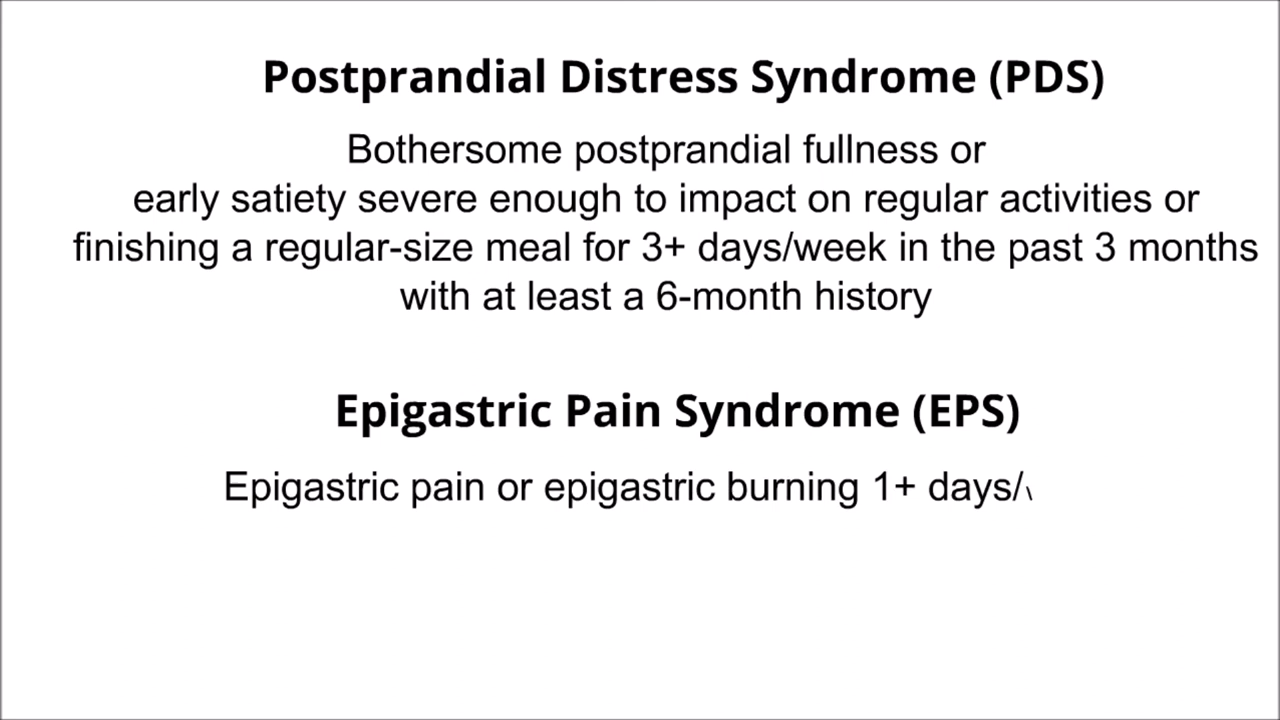 Postprandial Distress Syndrome (PDS)
Bothersome postprandial fullness or
early satiety severe enough to impact on regular activities or
finishing a regular-size meal for 3+ days/week in the past 3 months
with at least a 6-month history
Epigastric Pain Syndrome (EPS)
Epigastric pain or epigastric burning 1+ days/